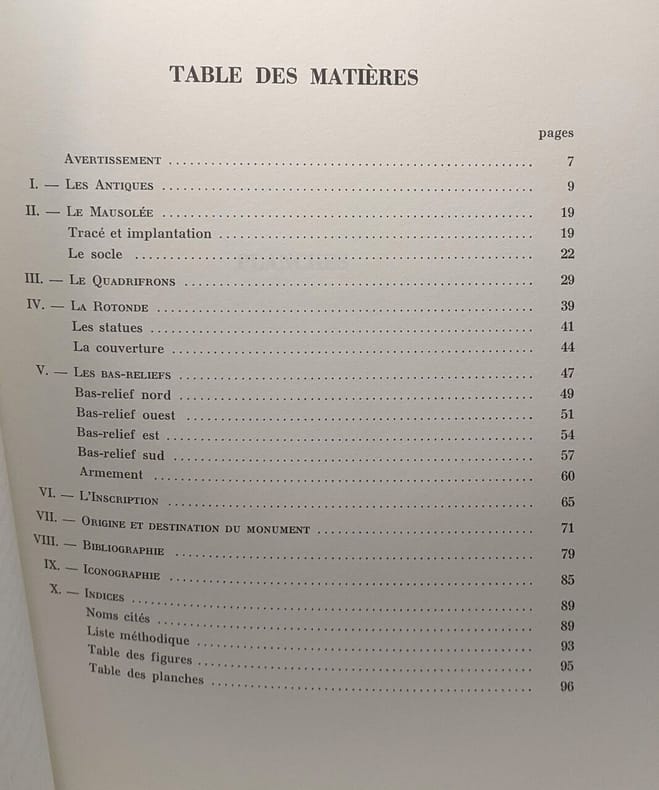 TABLE DES MATIÈRES
pages
AVERTISSEMENT ........ 7
I. — LES ANTIQUES ........ 9
II. — LE MAUSOLÉE ........ 19
Tracé et implantation ........ 19
Le socle ........ 22
III. — LE QUADRIFRONS ........ 29
IV. — LA ROTONDE ........ 39
Les statues ........ 41
La couverture ........ 44
V. — LES BAS-RELIEFS ........ 47
Bas-relief nord ........ 49
Bas-relief ouest ........ 51
Bas-relief est ........ 54
Bas-relief sud ........ 57
Armement ........ 60
VI. — L'INSCRIPTION ........ 65
VII. — ORIGINE ET DESTINATION DU MONUMENT ........ 71
VIII. — BIBLIOGRAPHIE ........ 79
IX. — ICONOGRAPHIE ........ 85
X. — INDICES ........ 89
Noms cités ........ 89
Liste méthodique ........ 93
Table des figures ........ 95
Table des planches ........ 96